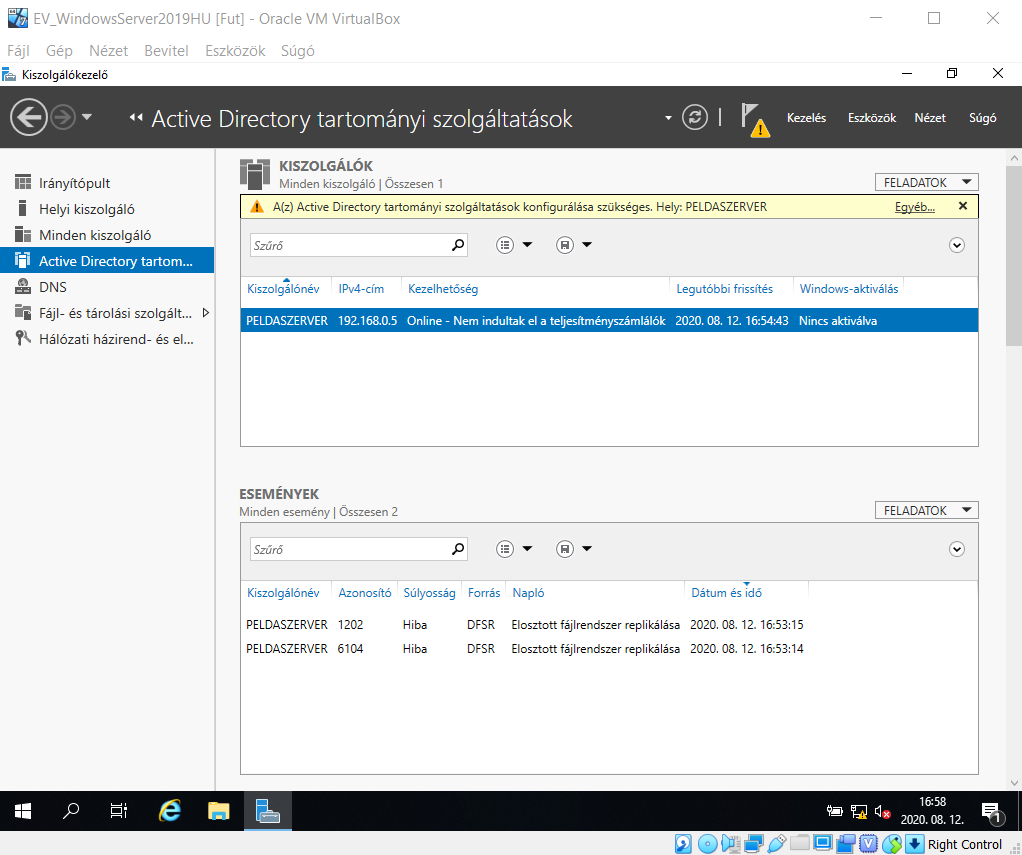 EV_WindowsServer2019HU [Fut] - Oracle VM VirtualBox
Fájl Gép Nézet Bevitel Eszközök Súgó
Kiszolgálókezelő
Active Directory tartományi szolgáltatások
Kezelés Eszközök Nézet Súgó
Irányítópult
Helyi kiszolgáló
Minden kiszolgáló
Active Directory tartom...
DNS
Fájl- és tárolási szolgált...
Hálózati házirend- és el...
KISZOLGÁLÓK
Minden kiszolgáló | Összesen 1
FELADATOK
A(z) Active Directory tartományi szolgáltatások konfigurálása szükséges. Hely: PELDASZERVER Egyéb...
Szűrő
Kiszolgálónév IPv4-cím Kezelhetőség Legutóbbi frissítés Windows-aktiválás
PELDASZERVER 192.168.0.5 Online - Nem indultak el a teljesítményszámlálók 2020. 08. 12. 16:54:43 Nincs aktiválva
ESEMÉNYEK
Minden esemény | Összesen 2
FELADATOK
Szűrő
Kiszolgálónév Azonosító Súlyosság Forrás Napló Dátum és idő
PELDASZERVER 1202 Hiba DFSR Elosztott fájlrendszer replikálása 2020. 08. 12. 16:53:15
PELDASZERVER 6104 Hiba DFSR Elosztott fájlrendszer replikálása 2020. 08. 12. 16:53:14
16:58
2020. 08. 12.
1
Right Control